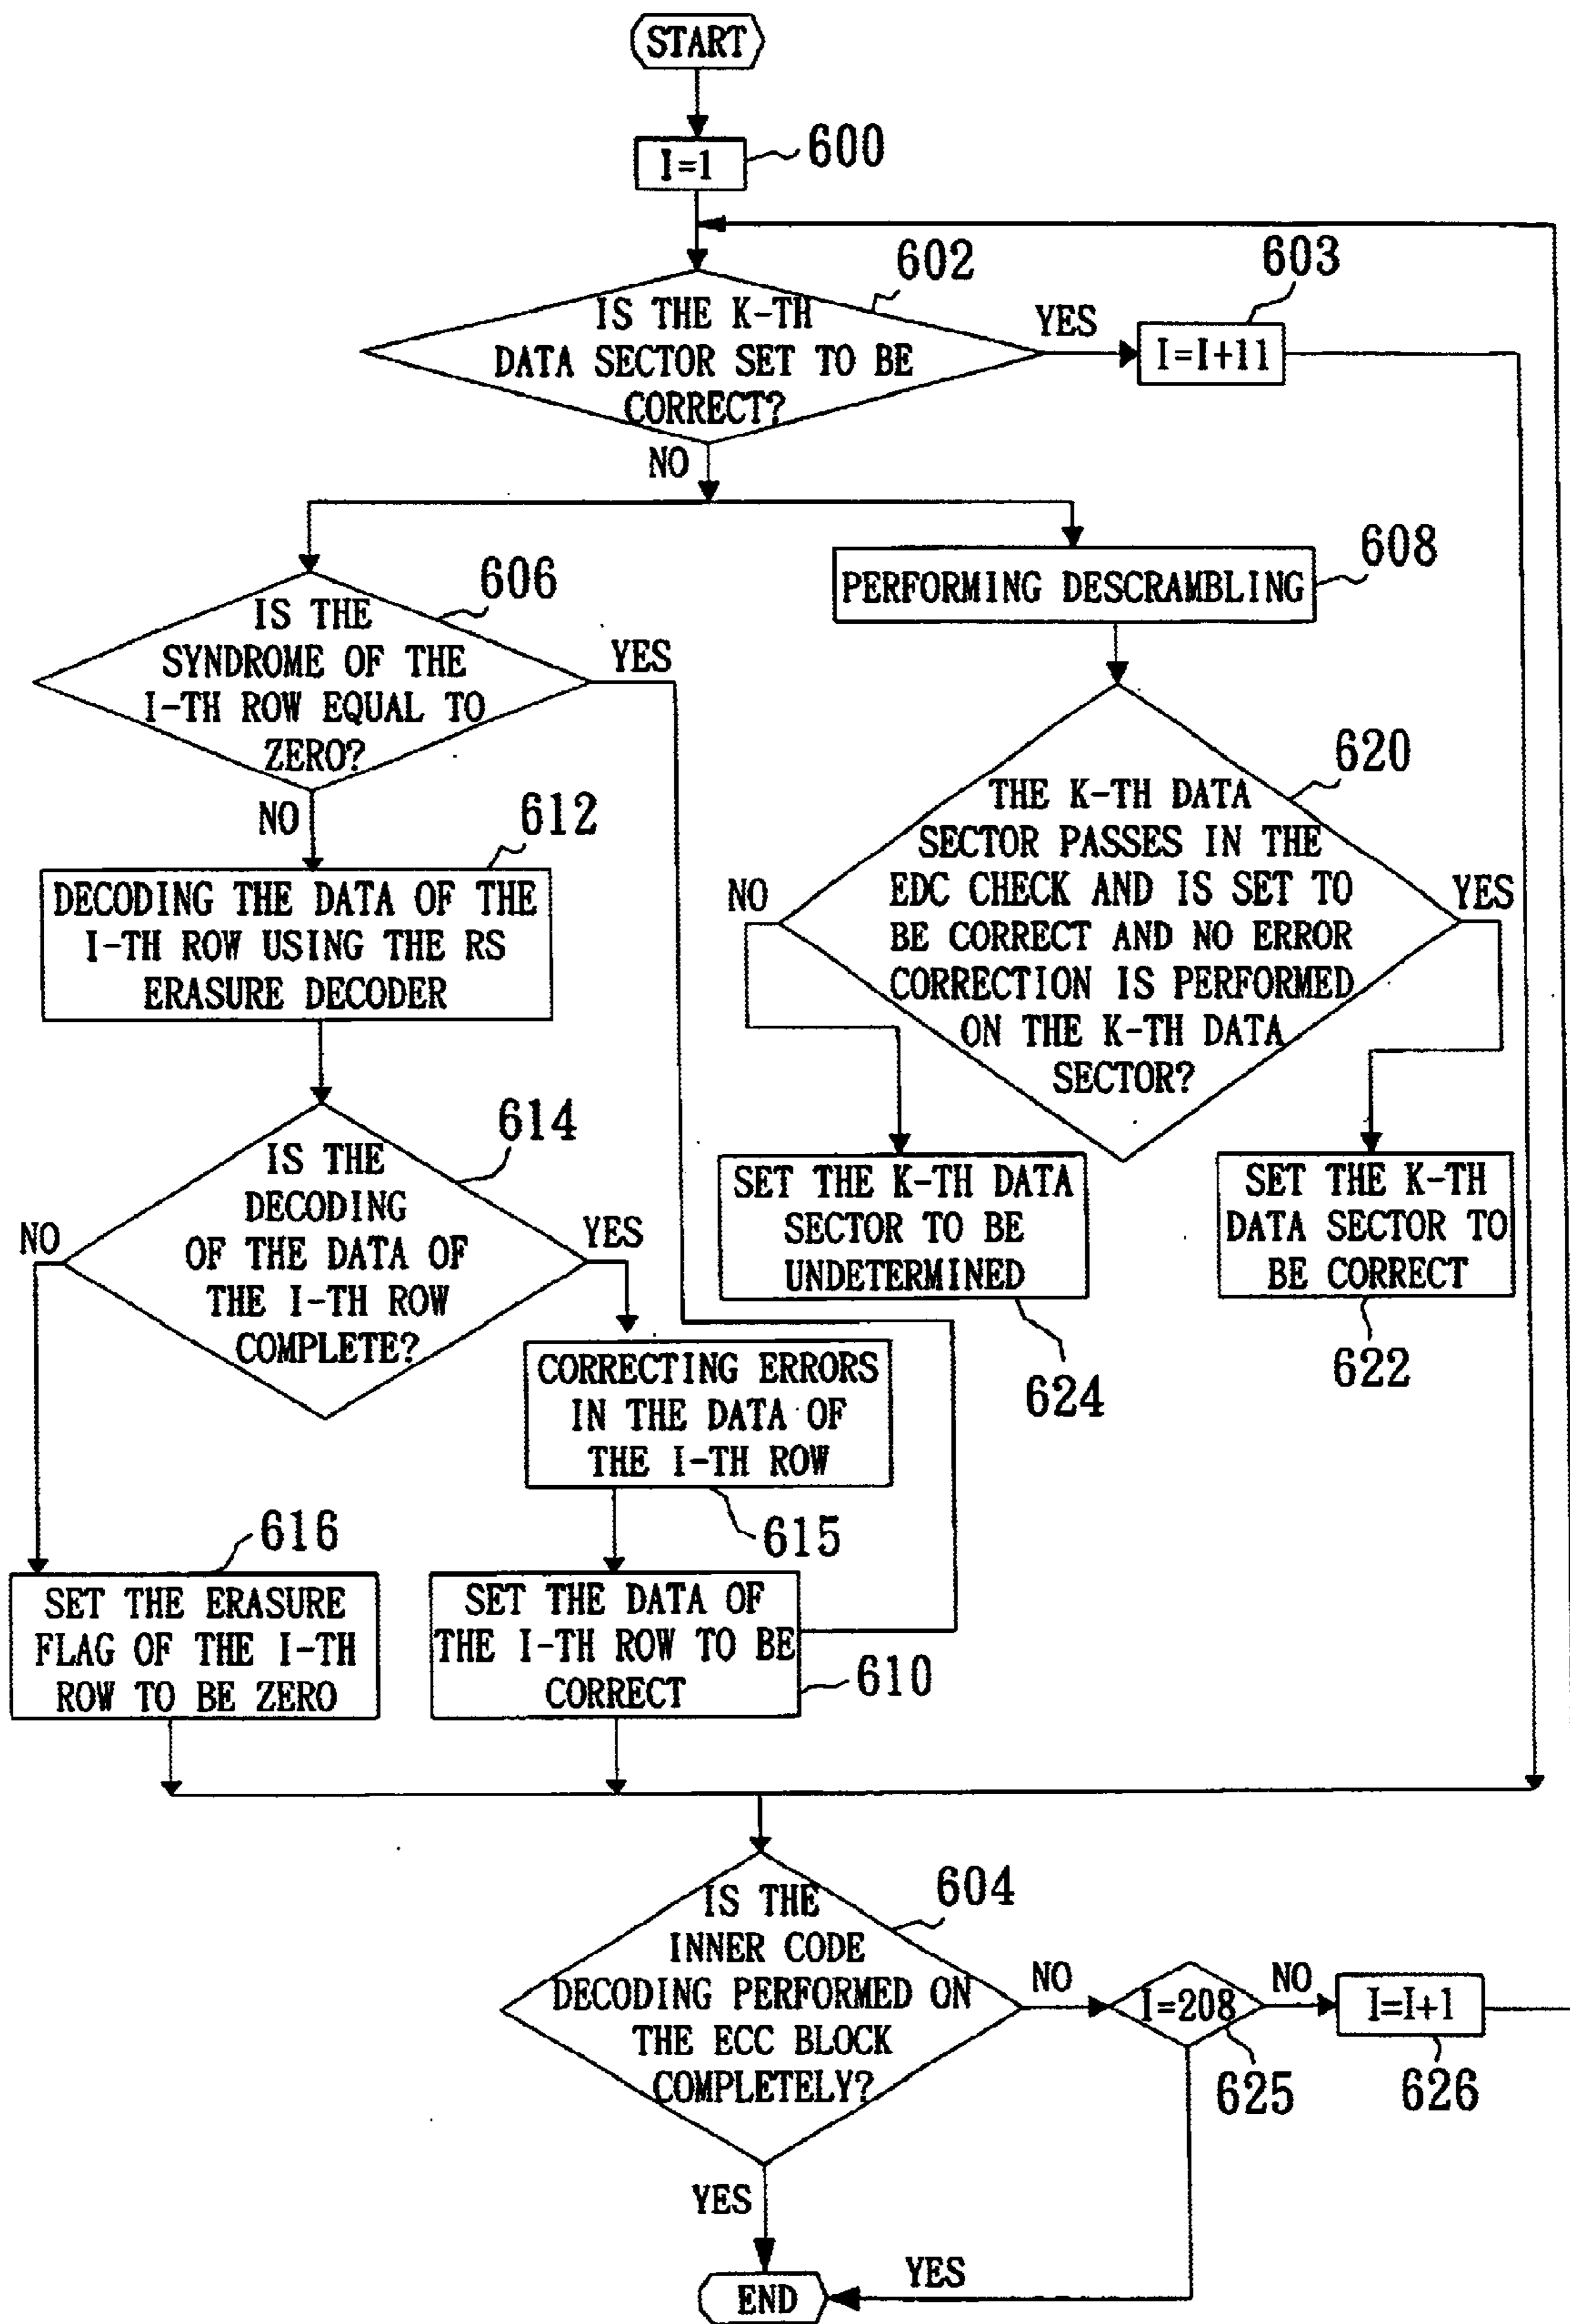 START
I=1
600
602
IS THE K-TH
DATA SECTOR SET TO BE
CORRECT?
YES
603
I=I+11
NO
606
IS THE
SYNDROME OF THE
I-TH ROW EQUAL TO
ZERO?
YES
NO
608
PERFORMING DESCRAMBLING
620
THE K-TH DATA
SECTOR PASSES IN THE
EDC CHECK AND IS SET TO
BE CORRECT AND NO ERROR
CORRECTION IS PERFORMED
ON THE K-TH DATA
SECTOR?
NO
YES
612
DECODING THE DATA OF THE
I-TH ROW USING THE RS
ERASURE DECODER
614
IS THE
DECODING
OF THE DATA OF
THE I-TH ROW
COMPLETE?
NO
YES
SET THE K-TH DATA
SECTOR TO BE
UNDETERMINED
624
SET THE K-TH
DATA SECTOR TO
BE CORRECT
622
CORRECTING ERRORS
IN THE DATA OF
THE I-TH ROW
615
616
SET THE ERASURE
FLAG OF THE I-TH
ROW TO BE ZERO
SET THE DATA OF
THE I-TH ROW TO BE
CORRECT
610
604
IS THE
INNER CODE
DECODING PERFORMED ON
THE ECC BLOCK
COMPLETELY?
NO
I=208
625
NO
I=I+1
626
YES
YES
END